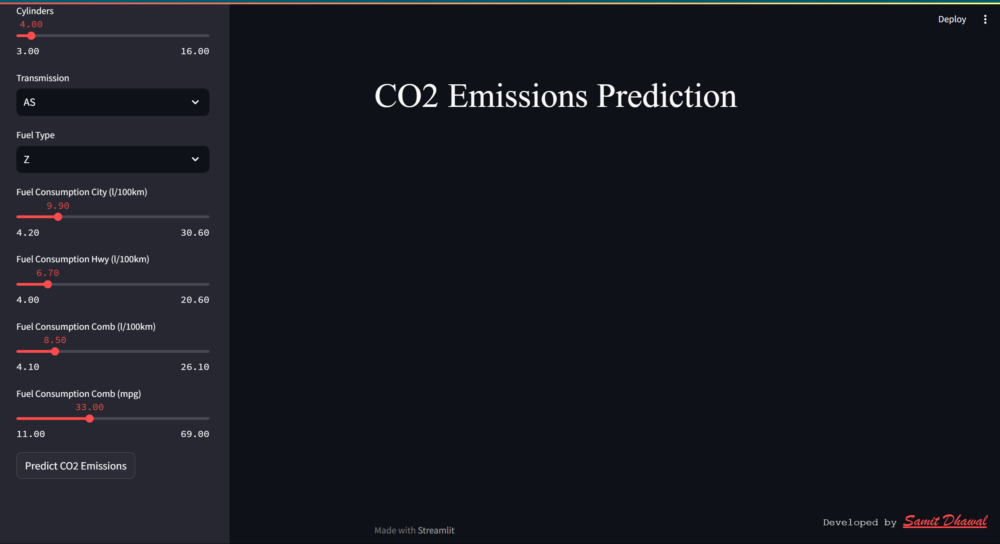 Cylinders
4.00
3.00 16.00
Transmission
AS
Fuel Type
Z
Fuel Consumption City (l/100km)
9.90
4.20 30.60
Fuel Consumption Hwy (l/100km)
6.70
4.00 20.60
Fuel Consumption Comb (l/100km)
8.50
4.10 26.10
Fuel Consumption Comb (mpg)
33.00
11.00 69.00
Predict CO2 Emissions
Deploy
CO2 Emissions Prediction
Made with Streamlit
Developed by Samit Dhawal